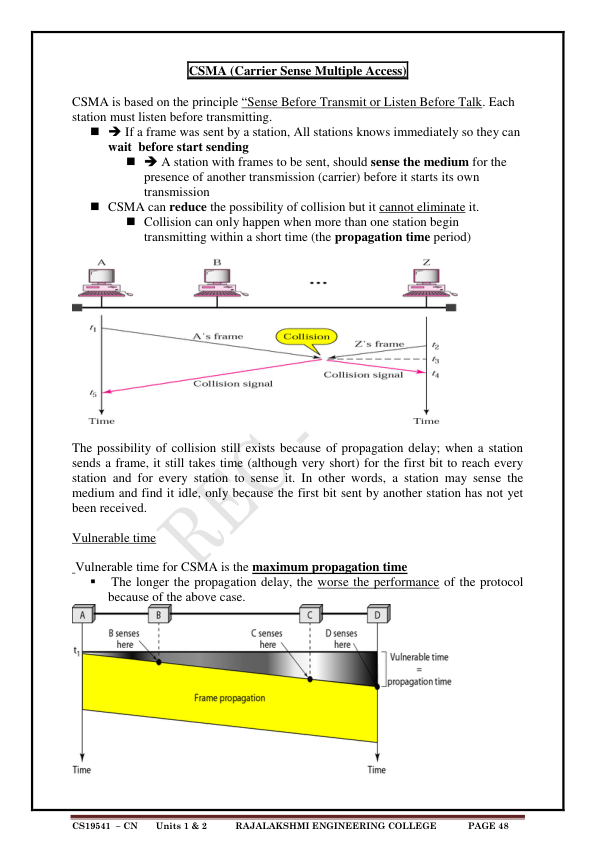 CSMA (Carrier Sense Multiple Access)
CSMA is based on the principle “Sense Before Transmit or Listen Before Talk. Each
station must listen before transmitting.
■ ➔ If a frame was sent by a station, All stations knows immediately so they can
wait before start sending
■ ➔ A station with frames to be sent, should sense the medium for the
presence of another transmission (carrier) before it starts its own
transmission
■ CSMA can reduce the possibility of collision but it cannot eliminate it.
■ Collision can only happen when more than one station begin
transmitting within a short time (the propagation time period)
A B Z
...
t1 A's frame Collision Z's frame t2
t3
Collision signal t4
t5 Collision signal
Time Time
The possibility of collision still exists because of propagation delay; when a station
sends a frame, it still takes time (although very short) for the first bit to reach every
station and for every station to sense it. In other words, a station may sense the
medium and find it idle, only because the first bit sent by another station has not yet
been received.
REC -
Vulnerable time
Vulnerable time for CSMA is the maximum propagation time
▪ The longer the propagation delay, the worse the performance of the protocol
because of the above case.
A B C D
B senses C senses D senses
here here here
t1
Vulnerable time
=
propagation time
Frame propagation
Time Time
CS19541 – CN Units 1 & 2 RAJALAKSHMI ENGINEERING COLLEGE PAGE 48